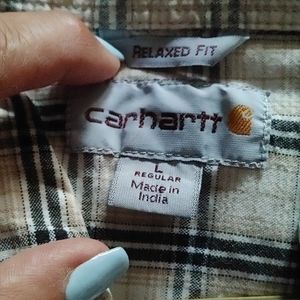 RELAXED FIT
carhartt
L
REGULAR
Made in
India